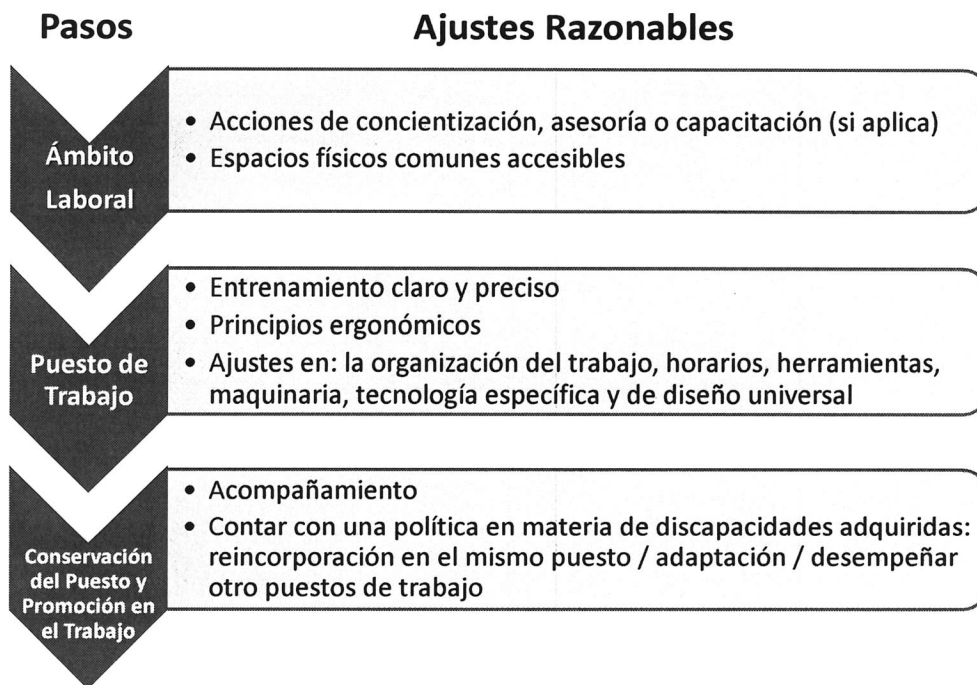 Pasos
Ajustes Razonables
Ámbito
Laboral
• Acciones de concientización, asesoría o capacitación (si aplica)
• Espacios físicos comunes accesibles
Puesto de
Trabajo
• Entrenamiento claro y preciso
• Principios ergonómicos
• Ajustes en: la organización del trabajo, horarios, herramientas,
maquinaria, tecnología específica y de diseño universal
Conservación
del Puesto y
Promoción en
el Trabajo
• Acompañamiento
• Contar con una política en materia de discapacidades adquiridas:
reincorporación en el mismo puesto / adaptación / desempeñar
otro puestos de trabajo